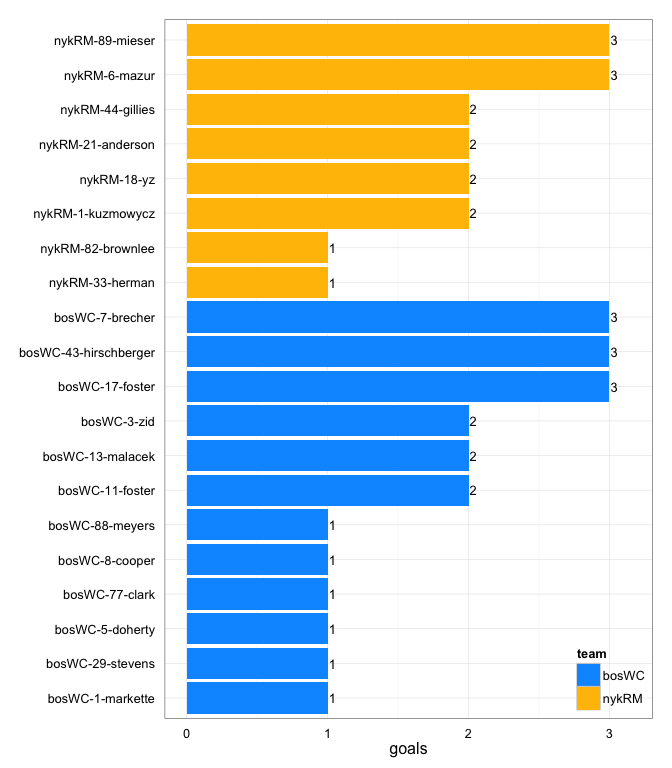 nykRM-89-mieser 3
nykRM-6-mazur 3
nykRM-44-gillies 2
nykRM-21-anderson 2
nykRM-18-yz 2
nykRM-1-kuzmowycz 2
nykRM-82-brownlee 1
nykRM-33-herman 1
bosWC-7-brecher 3
bosWC-43-hirschberger 3
bosWC-17-foster 3
bosWC-3-zid 2
bosWC-13-malacek 2
bosWC-11-foster 2
bosWC-88-meyers 1
bosWC-8-cooper 1
bosWC-77-clark 1
bosWC-5-doherty 1
bosWC-29-stevens 1
bosWC-1-markette 1
team
bosWC
nykRM
0 1 2 3
goals